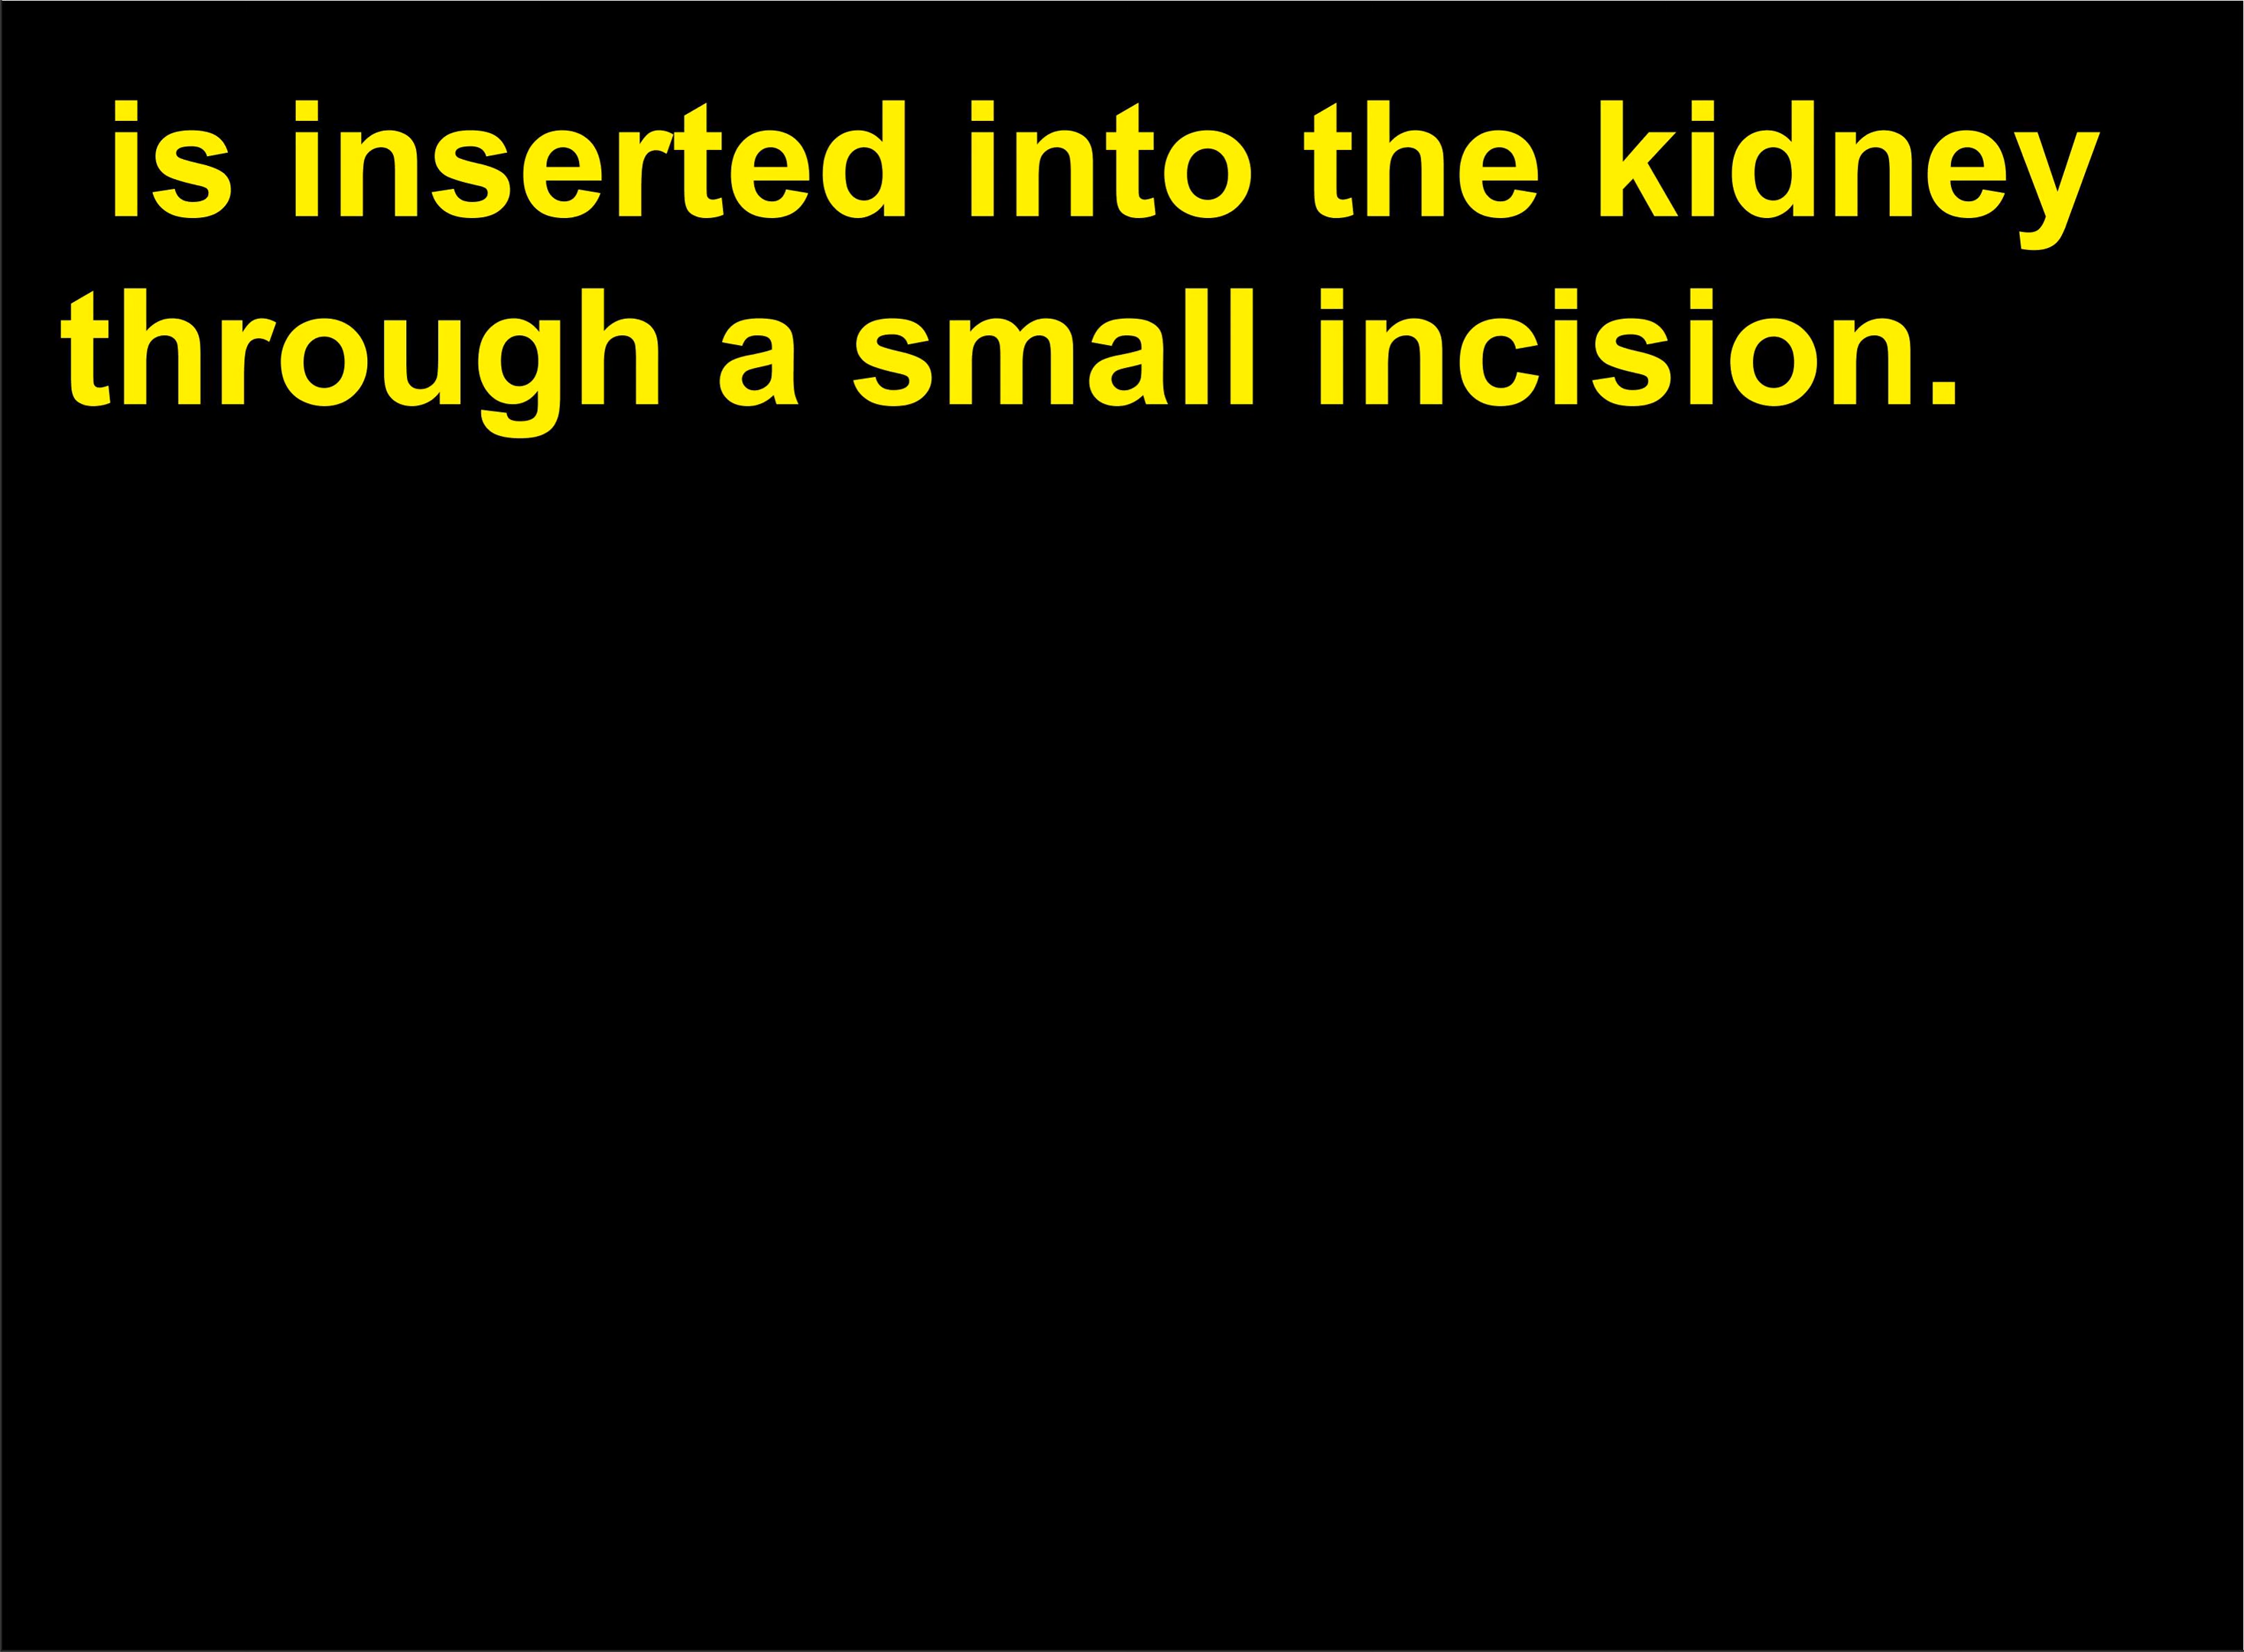 is inserted into the kidney
through a small incision.